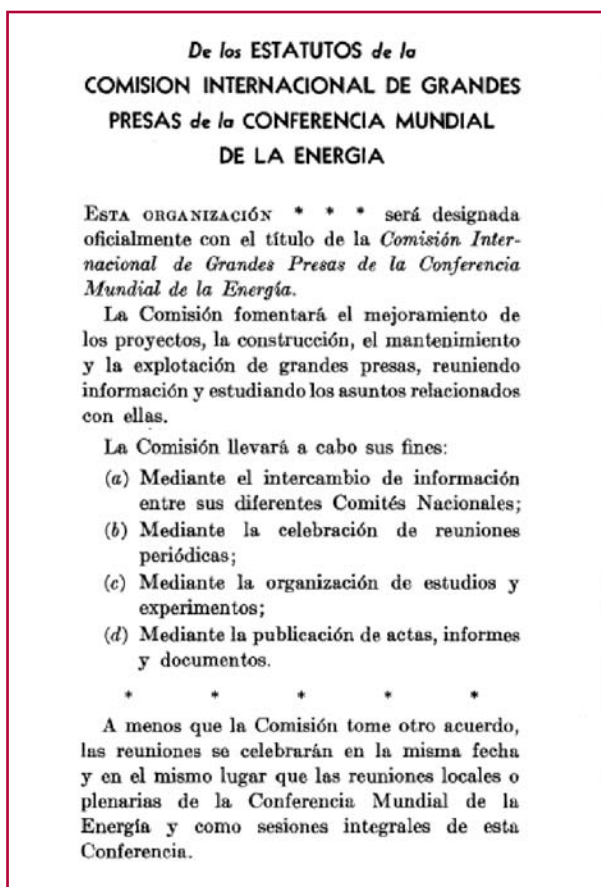 De los ESTATUTOS de la
COMISION INTERNACIONAL DE GRANDES
PRESAS de la CONFERENCIA MUNDIAL
DE LA ENERGIA
ESTA ORGANIZACIÓN * * * será designada
oficialmente con el título de la Comisión Inter-
nacional de Grandes Presas de la Conferencia
Mundial de la Energía.
La Comisión fomentará el mejoramiento de
los proyectos, la construcción, el mantenimiento
y la explotación de grandes presas, reuniendo
información y estudiando los asuntos relacionados
con ellas.
La Comisión llevará a cabo sus fines:
(a) Mediante el intercambio de información
entre sus diferentes Comités Nacionales;
(b) Mediante la celebración de reuniones
periódicas;
(c) Mediante la organización de estudios y
experimentos;
(d) Mediante la publicación de actas, informes
y documentos.
* * * * *
A menos que la Comisión tome otro acuerdo,
las reuniones se celebrarán en la misma fecha
y en el mismo lugar que las reuniones locales o
plenarias de la Conferencia Mundial de la
Energía y como sesiones integrales de esta
Conferencia.